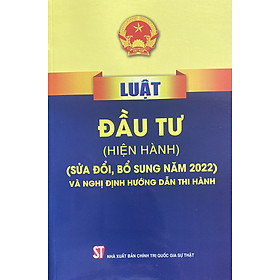 LUẬT
ĐẦU TƯ
(HIỆN HÀNH)
(SỬA ĐỔI, BỔ SUNG NĂM 2022)
VÀ NGHỊ ĐỊNH HƯỚNG DẪN THI HÀNH
ST NHÀ XUẤT BẢN CHÍNH TRỊ QUỐC GIA SỰ THẬT